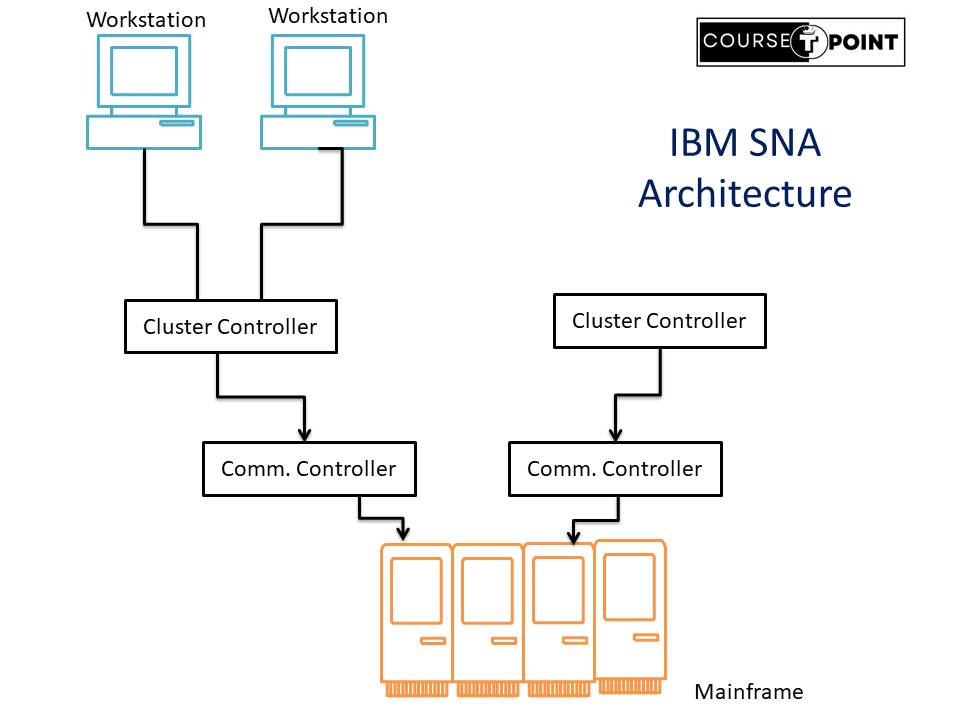 Workstation
Workstation
COURSE T POINT
IBM SNA
Architecture
Cluster Controller
Cluster Controller
Comm. Controller
Comm. Controller
Mainframe